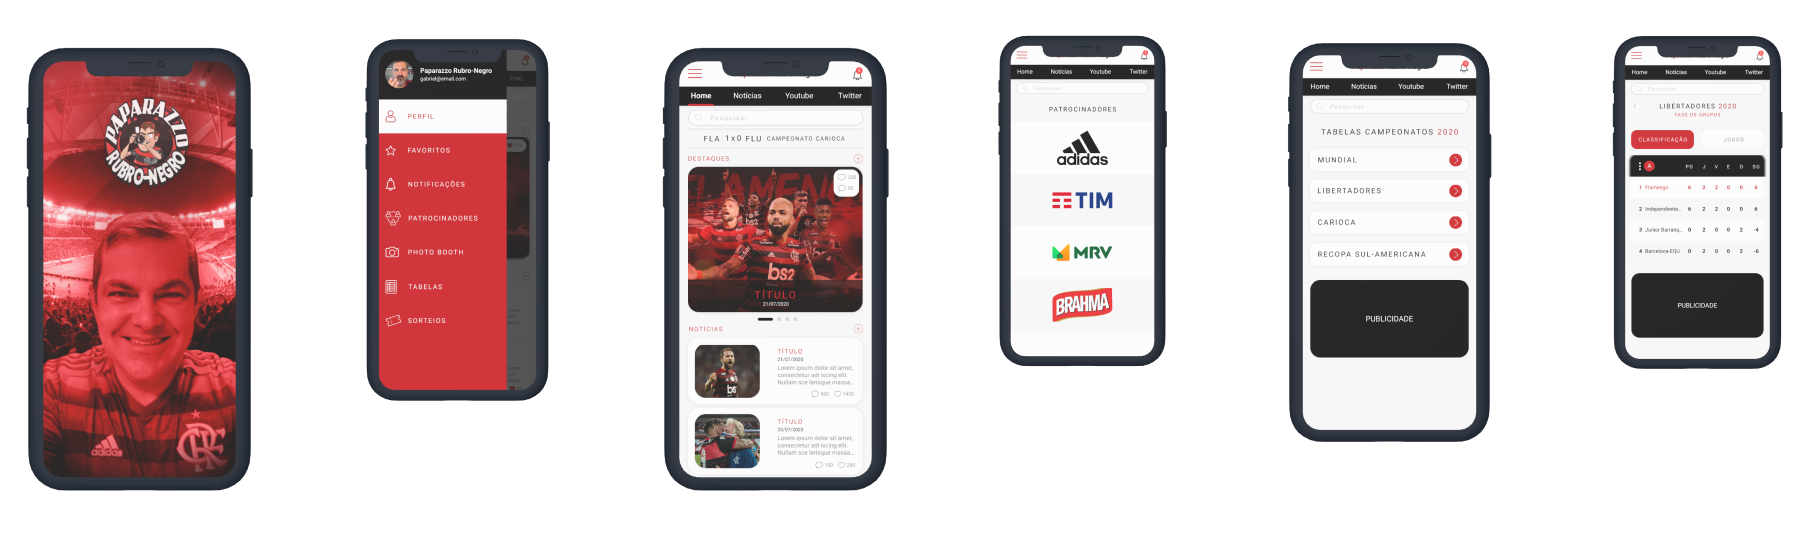 PAPARAZZO
RUBRO-NEGRO
adidas
CRF
Paparazzo Rubro-Negro
gabriel@email.com
PERFIL
FAVORITOS
NOTIFICAÇÕES
PATROCINADORES
PHOTO BOOTH
TABELAS
SORTEIOS
Home Notícias Youtube Twitter
Pesquisar
FLA 1x0 FLU CAMPEONATO CARIOCA
DESTAQUES
FLAMENG
bs2
bs2
TÍTULO
21/07/2020
NOTÍCIAS
TÍTULO
21/07/2020
Lorem ipsum dolor sit amet,
consectetur adi iscing elit.
Nullam sce lerisque massa...
500 1430
TÍTULO
20/07/2020
Lorem ipsum dolor sit amet,
consectetur adi iscing elit.
Nullam sce lerisque massa...
150 250
Home Notícias Youtube Twitter
Pesquisar
PATROCINADORES
adidas
TIM
MRV
BRAHMA
Home Notícias Youtube Twitter
Pesquisar
TABELAS CAMPEONATOS 2020
MUNDIAL
LIBERTADORES
CARIOCA
RECOPA SUL-AMERICANA
PUBLICIDADE
Home Notícias Youtube Twitter
Pesquisar
LIBERTADORES 2020
FASE DE GRUPOS
CLASSIFICAÇÃO JOGOS
A PG J V E D SG
1 Flamengo 6 2 2 0 0 6
2 Independiente... 6 2 2 0 0 6
3 Junior Barranq... 0 2 0 0 2 -4
4 Barcelona-EQU 0 2 0 0 2 -6
PUBLICIDADE